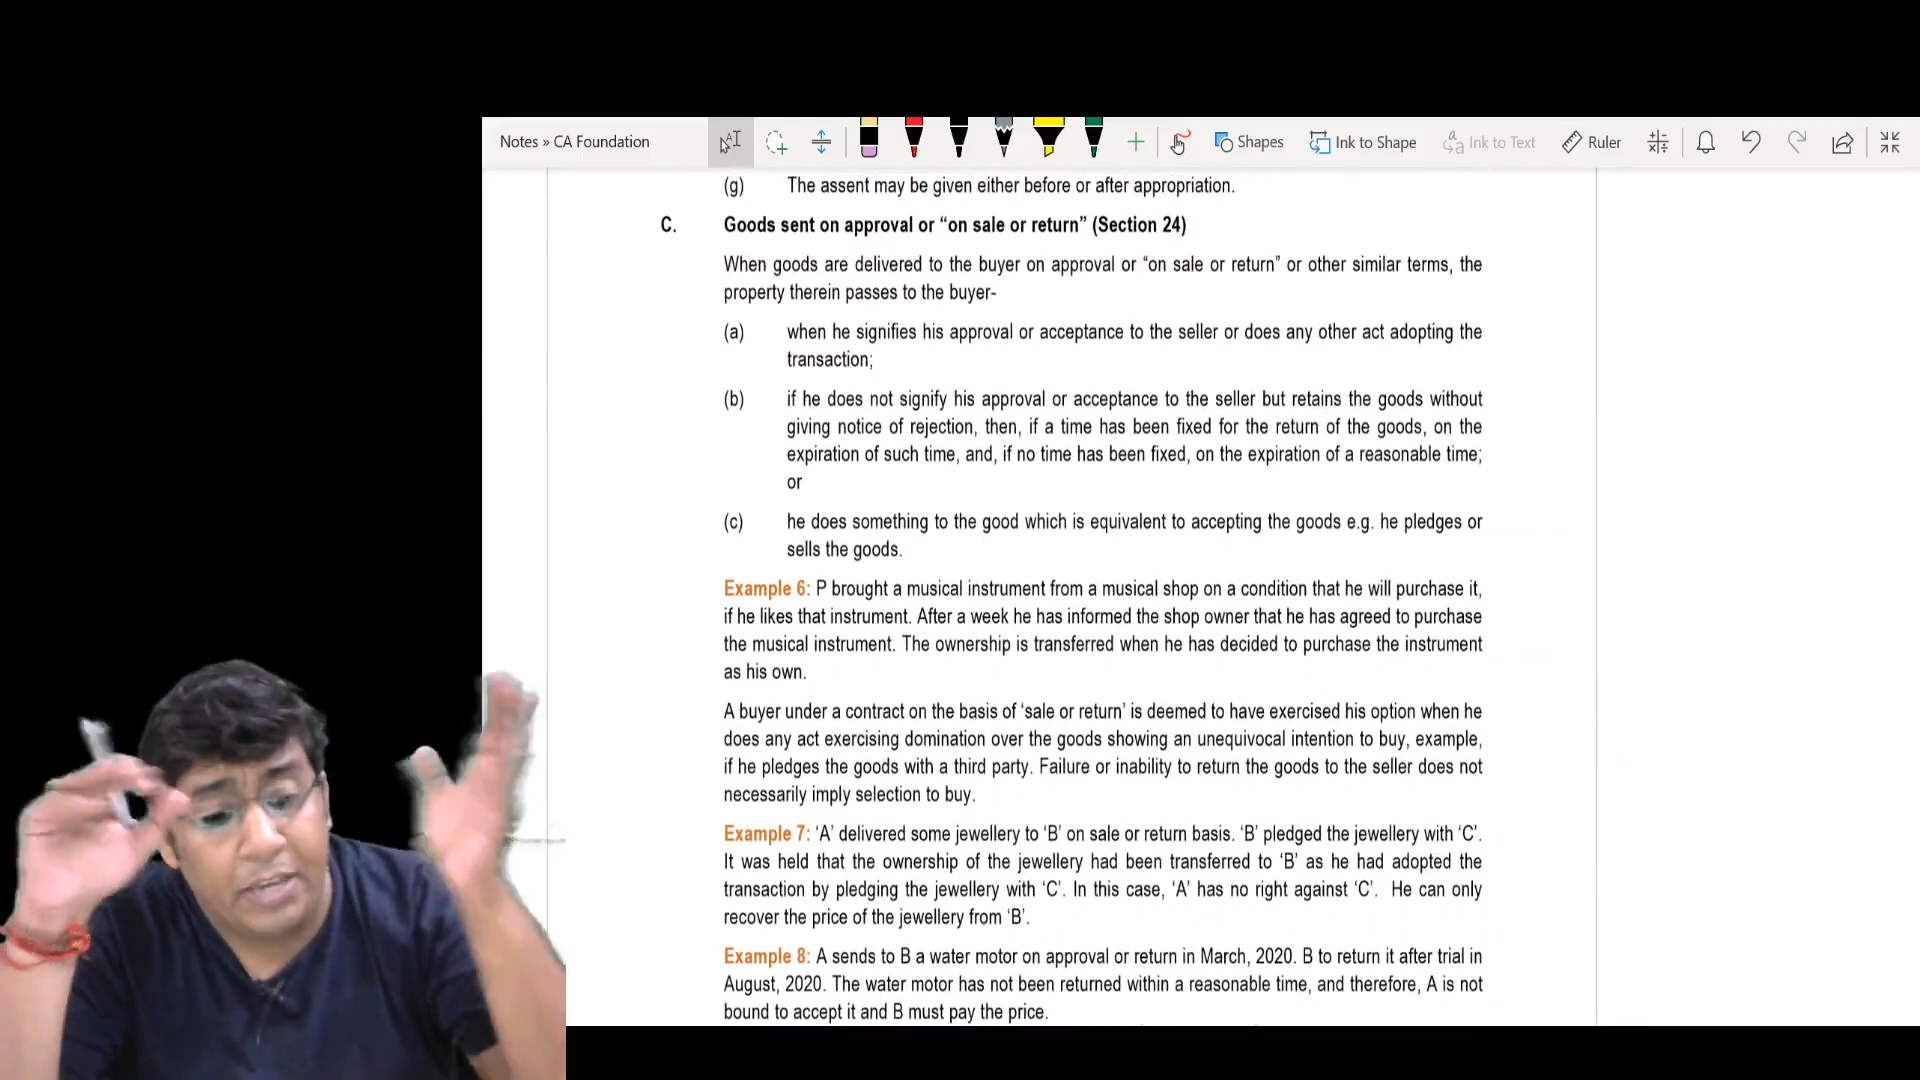 Notes » CA Foundation
Shapes
Ink to Shape
Ink to Text
Ruler
(g) The assent may be given either before or after appropriation.
C. Goods sent on approval or “on sale or return” (Section 24)
When goods are delivered to the buyer on approval or “on sale or return” or other similar terms, the
property therein passes to the buyer-
(a) when he signifies his approval or acceptance to the seller or does any other act adopting the
transaction;
(b) if he does not signify his approval or acceptance to the seller but retains the goods without
giving notice of rejection, then, if a time has been fixed for the return of the goods, on the
expiration of such time, and, if no time has been fixed, on the expiration of a reasonable time;
or
(c) he does something to the good which is equivalent to accepting the goods e.g. he pledges or
sells the goods.
Example 6: P brought a musical instrument from a musical shop on a condition that he will purchase it,
if he likes that instrument. After a week he has informed the shop owner that he has agreed to purchase
the musical instrument. The ownership is transferred when he has decided to purchase the instrument
as his own.
A buyer under a contract on the basis of ‘sale or return’ is deemed to have exercised his option when he
does any act exercising domination over the goods showing an unequivocal intention to buy, example,
if he pledges the goods with a third party. Failure or inability to return the goods to the seller does not
necessarily imply selection to buy.
Example 7: ‘A’ delivered some jewellery to ‘B’ on sale or return basis. ‘B’ pledged the jewellery with ‘C’.
It was held that the ownership of the jewellery had been transferred to ‘B’ as he had adopted the
transaction by pledging the jewellery with ‘C’. In this case, ‘A’ has no right against ‘C’. He can only
recover the price of the jewellery from ‘B’.
Example 8: A sends to B a water motor on approval or return in March, 2020. B to return it after trial in
August, 2020. The water motor has not been returned within a reasonable time, and therefore, A is not
bound to accept it and B must pay the price.